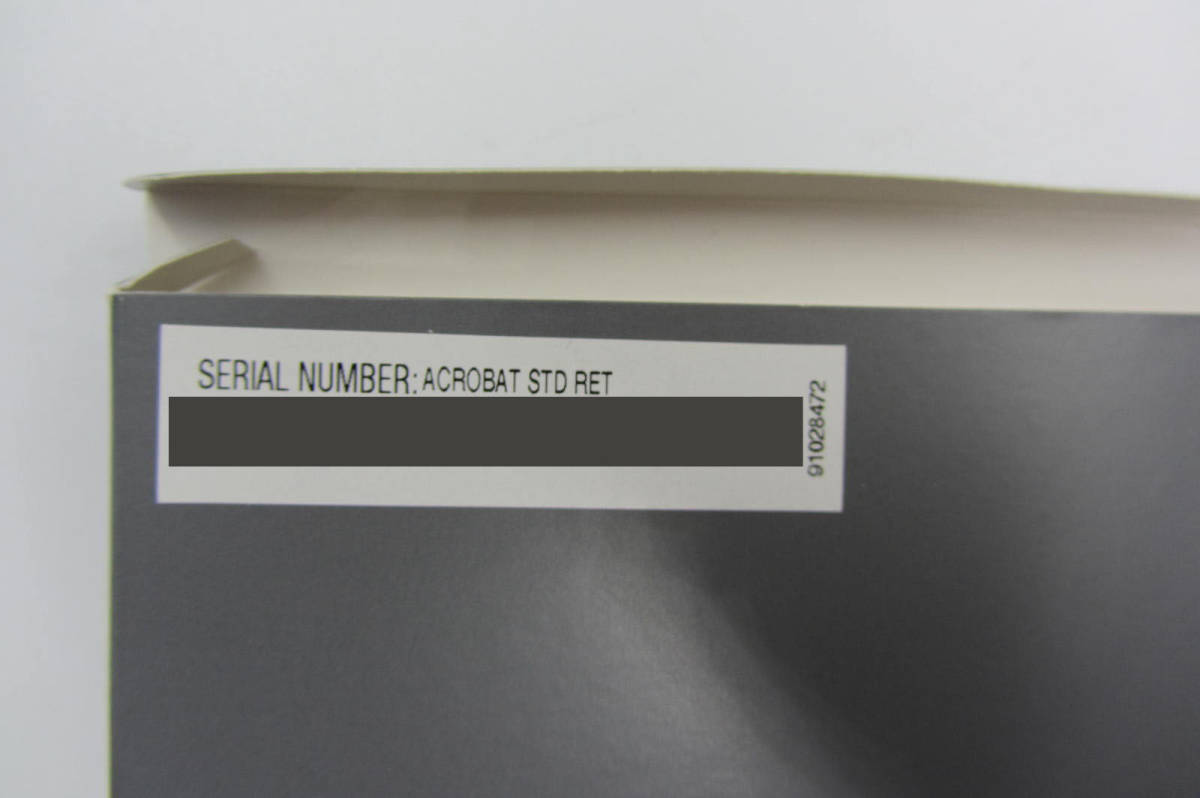 SERIAL NUMBER: ACROBAT STD RET
91028472